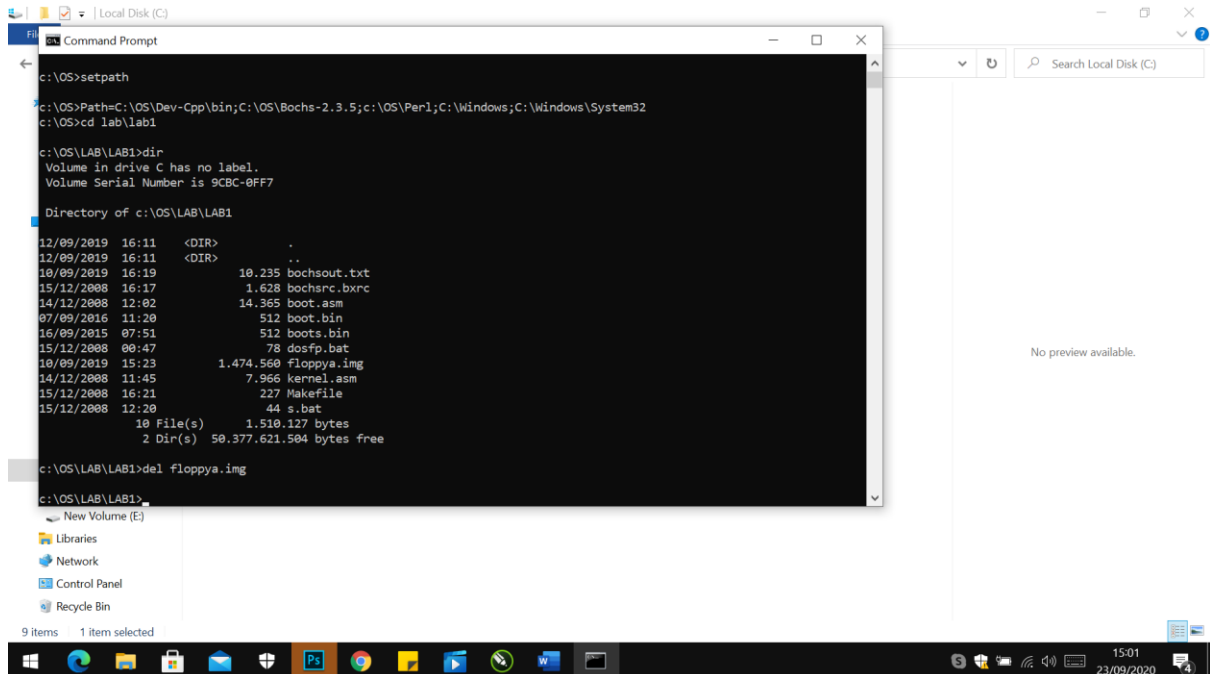 Local Disk (C:)
Command Prompt
Search Local Disk (C:)
c:\OS>setpath
c:\OS>Path=C:\OS\Dev-Cpp\bin;C:\OS\Bochs-2.3.5;c:\OS\Perl;C:\Windows;C:\Windows\System32
c:\OS>cd lab\lab1
c:\OS\LAB\LAB1>dir
Volume in drive C has no label.
Volume Serial Number is 9CBC-0FF7
Directory of c:\OS\LAB\LAB1
12/09/2019 16:11 <DIR> .
12/09/2019 16:11 <DIR> ..
10/09/2019 16:19 10.235 bochsout.txt
15/12/2008 16:17 1.628 bochsrc.bxrc
14/12/2008 12:02 14.365 boot.asm
07/09/2016 11:20 512 boot.bin
16/09/2015 07:51 512 boots.bin
15/12/2008 00:47 78 dosfp.bat
10/09/2019 15:23 1.474.560 floppya.img
14/12/2008 11:45 7.966 kernel.asm
15/12/2008 16:21 227 Makefile
15/12/2008 12:20 44 s.bat
10 File(s) 1.510.127 bytes
2 Dir(s) 50.377.621.504 bytes free
c:\OS\LAB\LAB1>del floppya.img
c:\OS\LAB\LAB1>_
No preview available.
New Volume (E:)
Libraries
Network
Control Panel
Recycle Bin
9 items 1 item selected
Ps
15:01
23/09/2020
4